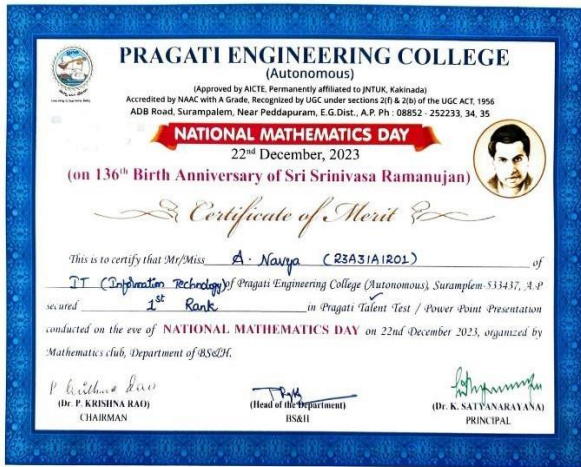 PRAGATI ENGINEERING COLLEGE
(Autonomous)
(Approved by AICTE, Permanently affiliated to JNTUK, Kakinada)
Accredited by NAAC with A Grade, Recognized by UGC under sections 2(f) & 2(b) of the UGC ACT, 1956
ADB Road, Surampalem, Near Peddapuram, E.G.Dist., A.P. Ph : 08852 - 252233, 34, 35
NATIONAL MATHEMATICS DAY
22nd December, 2023
(on 136th Birth Anniversary of Sri Srinivasa Ramanujan)
Certificate of Merit
This is to certify that Mr/Miss A. Navya (23A31A1201) of
IT (Information Technology) of Pragati Engineering College (Autonomous), Suramplem-533437, A.P
secured 1st Rank in Pragati Talent Test / Power Point Presentation
conducted on the eve of NATIONAL MATHEMATICS DAY on 22nd December 2023, organized by
Mathematics club, Department of BS&H.
P Krishna Rao
(Dr. P. KRISHNA RAO) (Head of the Department) (Dr. K. SATYANARAYANA)
CHAIRMAN BS&H PRINCIPAL